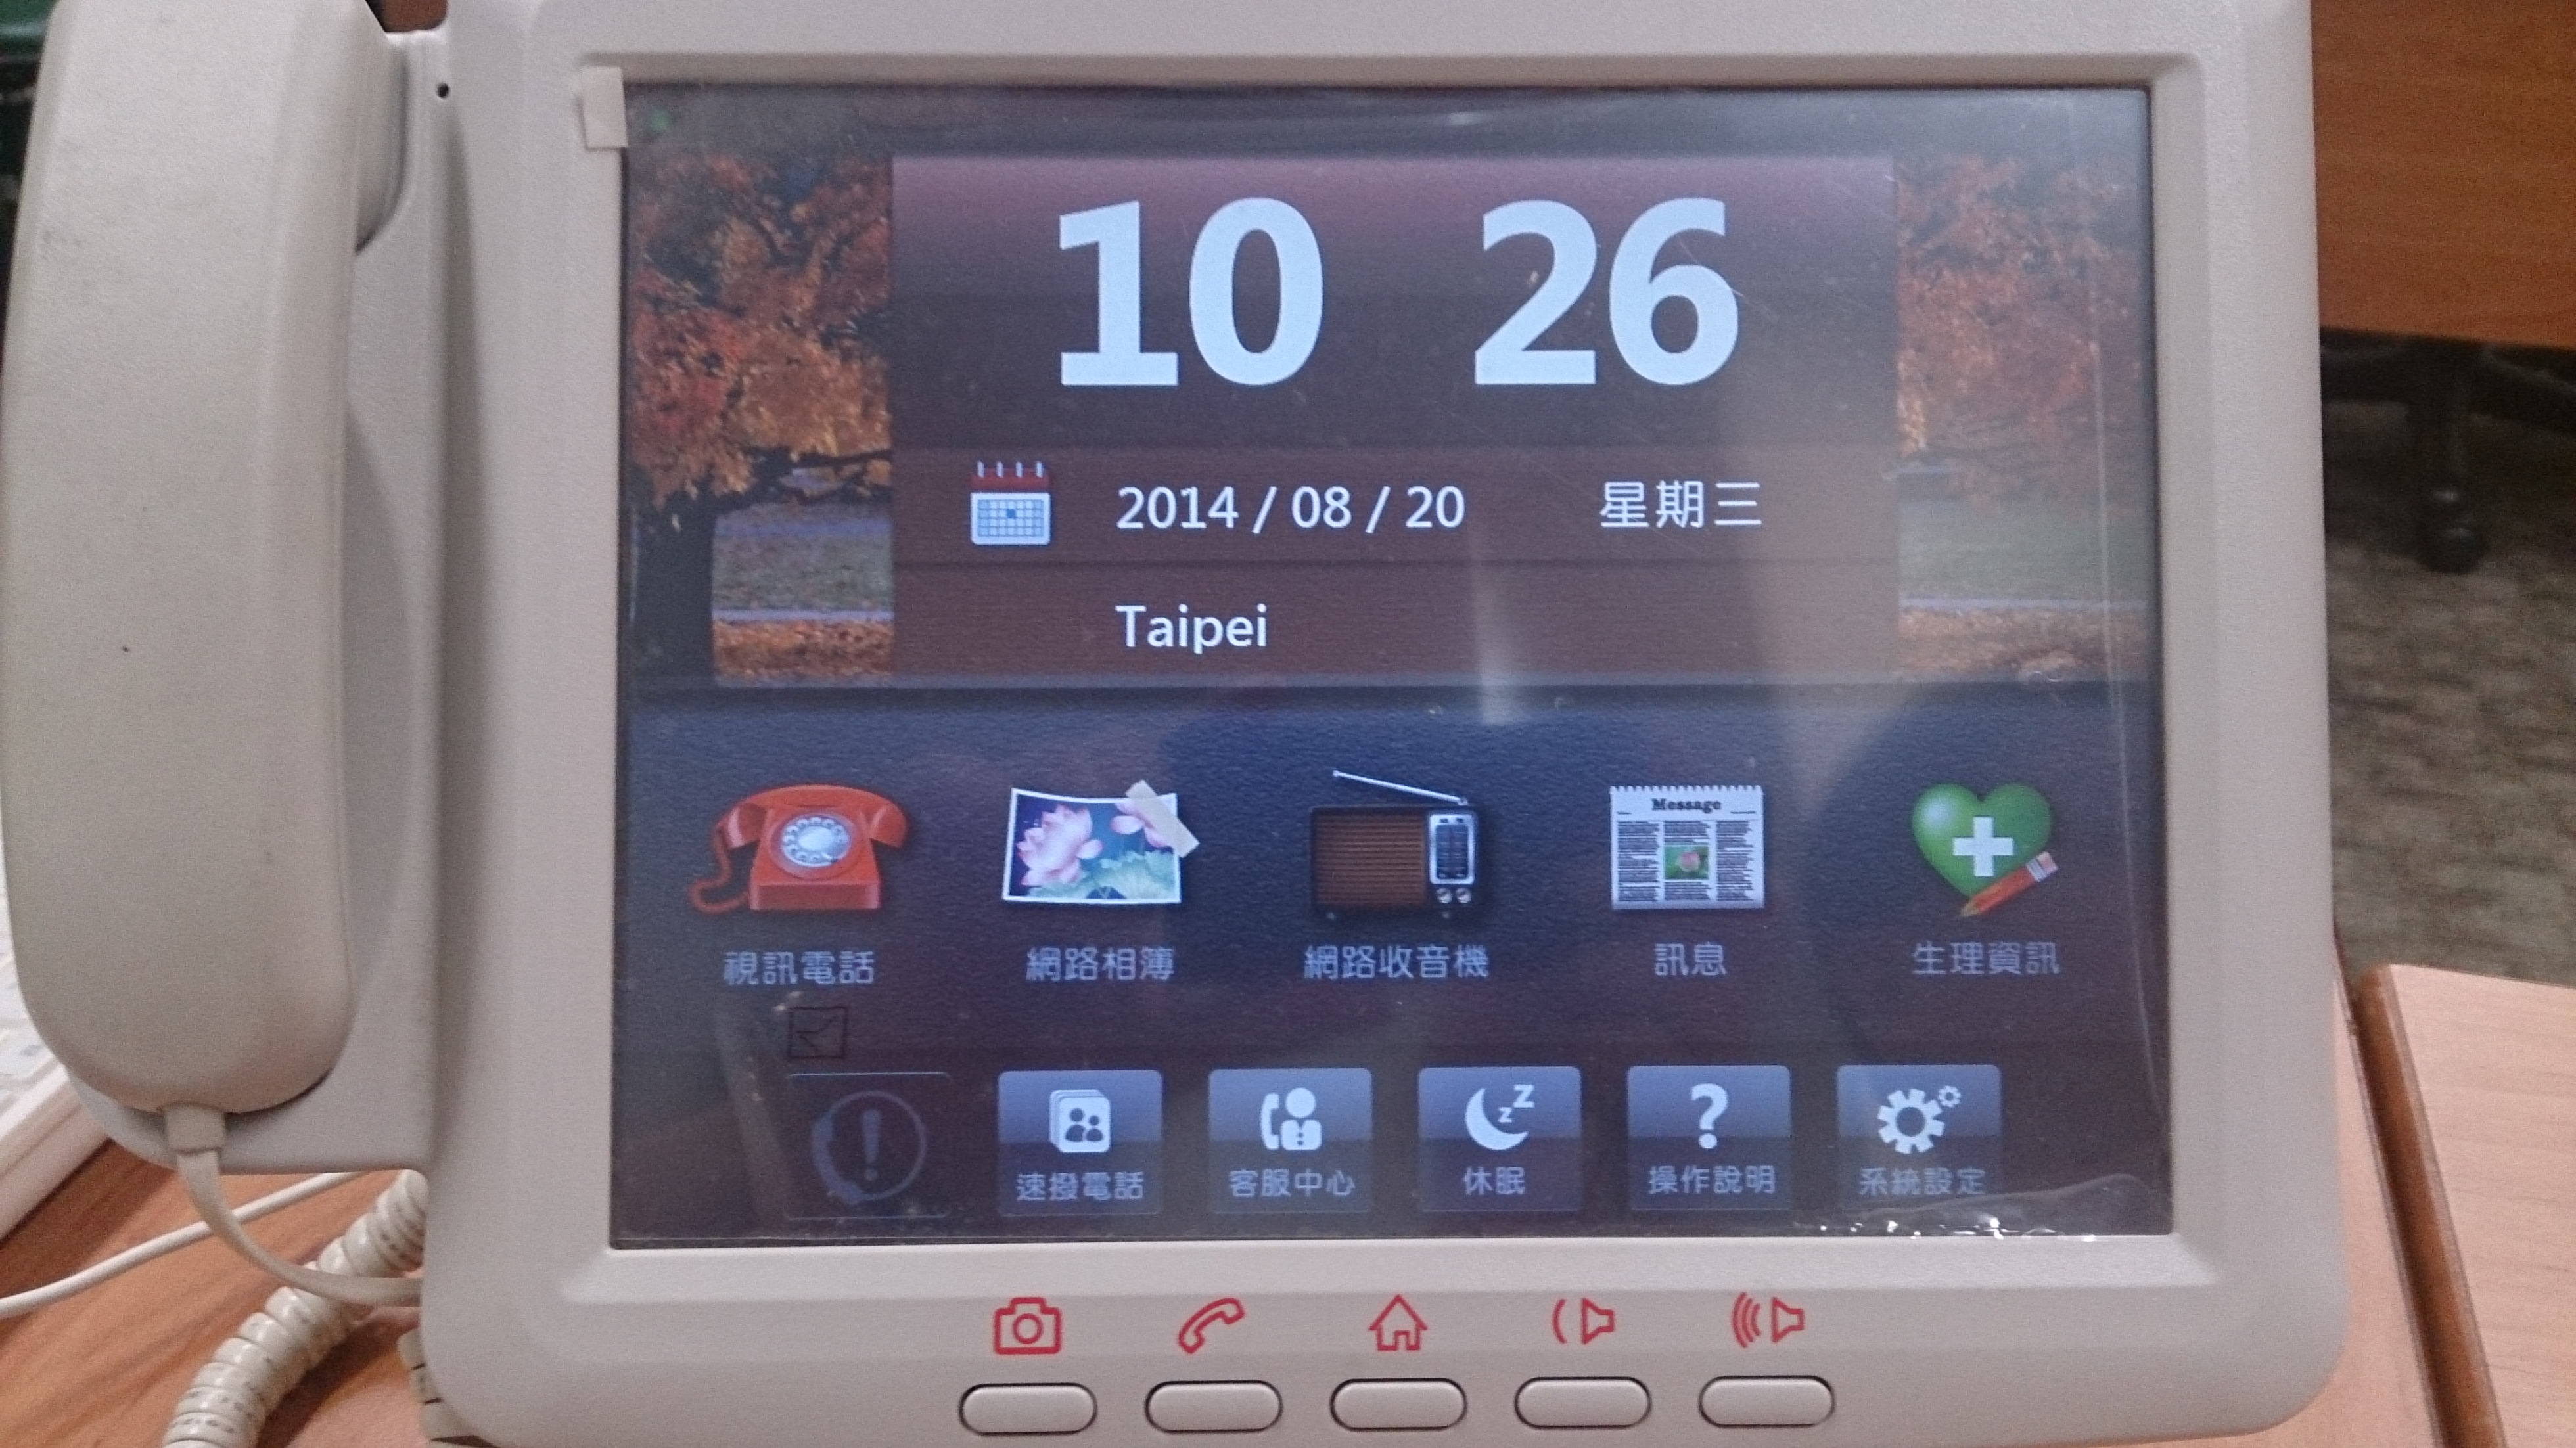 10 26
2014 / 08 / 20 星期三
Taipei
Message
視訊電話 網路相簿 網路收音機 訊息 生理資訊
速撥電話 客服中心 休眠 操作說明 系統設定